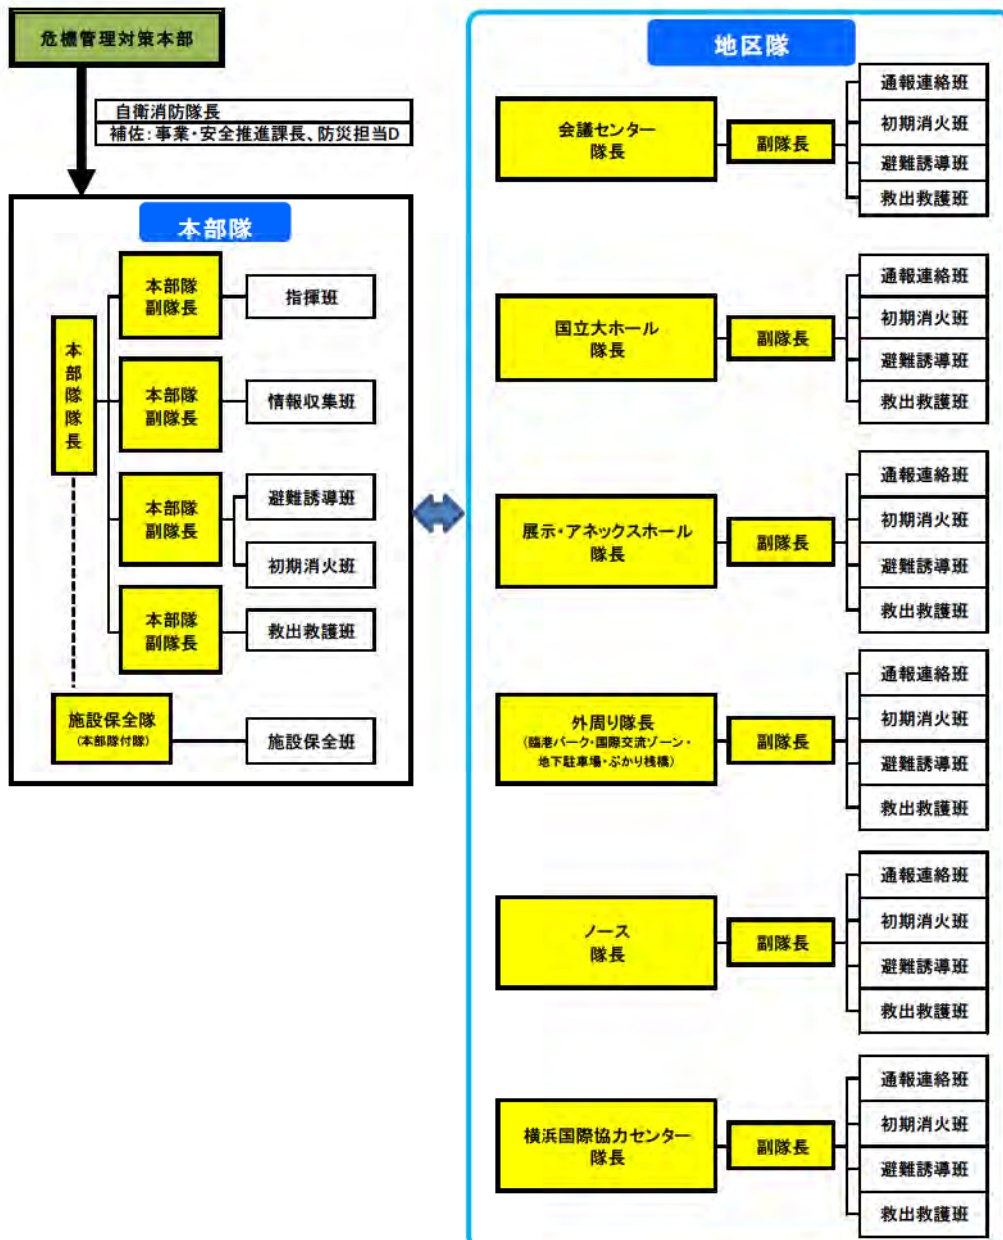 危機管理対策本部
自衛消防隊長
補佐:事業・安全推進課長、防災担当D
本部隊
本部隊隊長
本部隊
副隊長
指揮班
本部隊
副隊長
情報収集班
本部隊
副隊長
避難誘導班
初期消火班
本部隊
副隊長
救出救護班
施設保全隊
(本部隊付隊)
施設保全班
地区隊
会議センター
隊長
副隊長
通報連絡班
初期消火班
避難誘導班
救出救護班
国立大ホール
隊長
副隊長
通報連絡班
初期消火班
避難誘導班
救出救護班
展示・アネックスホール
隊長
副隊長
通報連絡班
初期消火班
避難誘導班
救出救護班
外周り隊長
(臨港パーク・国際交流ゾーン・
地下駐車場・ぷかり桟橋)
副隊長
通報連絡班
初期消火班
避難誘導班
救出救護班
ノース
隊長
副隊長
通報連絡班
初期消火班
避難誘導班
救出救護班
横浜国際協力センター
隊長
副隊長
通報連絡班
初期消火班
避難誘導班
救出救護班